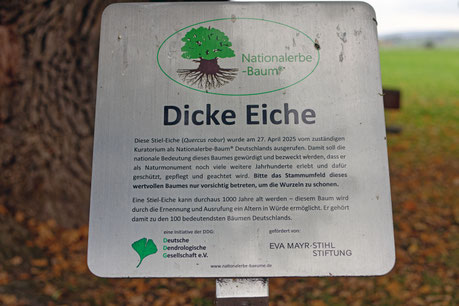 Nationalerbe
-Baum®
Dicke Eiche
Diese Stiel-Eiche (Quercus robur) wurde am 27. April 2025 vom zuständigen
Kuratorium als Nationalerbe-Baum® Deutschlands ausgerufen. Damit soll die
nationale Bedeutung dieses Baumes gewürdigt und bezweckt werden, dass er
als Naturmonument noch viele weitere Jahrhunderte erlebt und dafür
geschützt, gepflegt und geachtet wird. Bitte das Stammumfeld dieses
wertvollen Baumes nur vorsichtig betreten, um die Wurzeln zu schonen.
Eine Stiel-Eiche kann durchaus 1000 Jahre alt werden – diesem Baum wird
durch die Ernennung und Ausrufung ein Altern in Würde ermöglicht. Er gehört
damit zu den 100 bedeutendsten Bäumen Deutschlands.
eine Initiative der DDG:
Deutsche
Dendrologische
Gesellschaft e.V.
gefördert von:
EVA MAYR-STIHL
STIFTUNG
www.nationalerbe-baeume.de